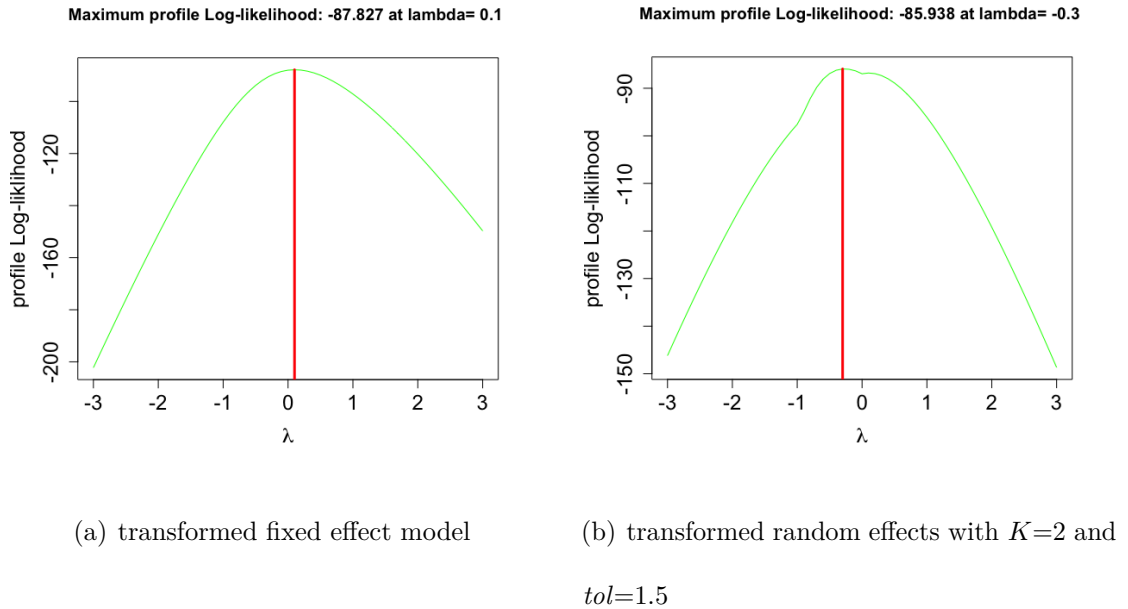 Maximum profile Log-likelihood: -87.827 at lambda= 0.1
profile Log-liklihood
-120
-160
-200
-3 -2 -1 0 1 2 3
λ
(a) transformed fixed effect model
Maximum profile Log-likelihood: -85.938 at lambda= -0.3
profile Log-liklihood
-90
-110
-130
-150
-3 -2 -1 0 1 2 3
λ
(b) transformed random effects with K=2 and
tol=1.5